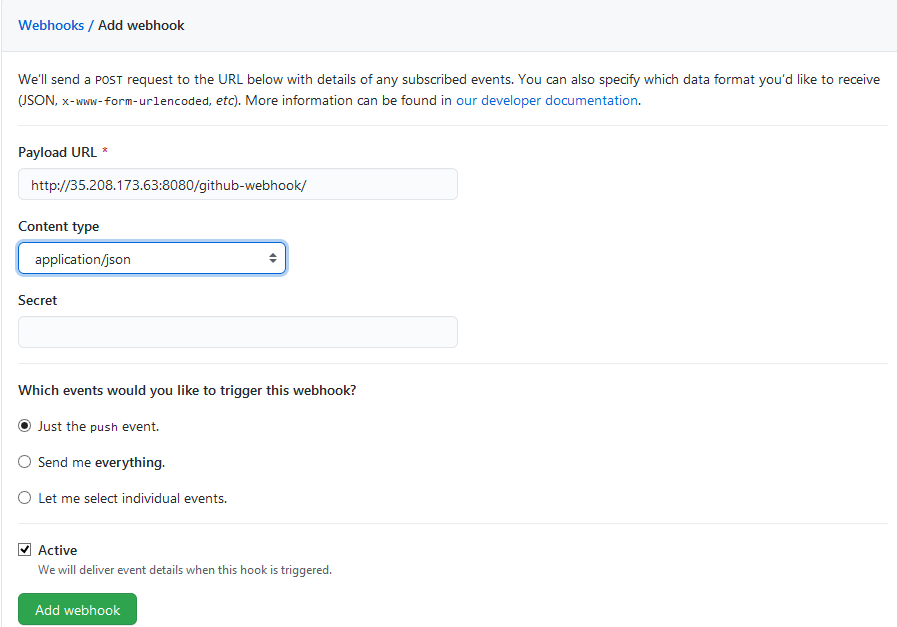 Webhooks / Add webhook
We'll send a POST request to the URL below with details of any subscribed events. You can also specify which data format you'd like to receive
(JSON, x-www-form-urlencoded, etc). More information can be found in our developer documentation.
Payload URL *
http://35.208.173.63:8080/github-webhook/
Content type
application/json
Secret
Which events would you like to trigger this webhook?
Just the push event.
Send me everything.
Let me select individual events.
Active
We will deliver event details when this hook is triggered.
Add webhook